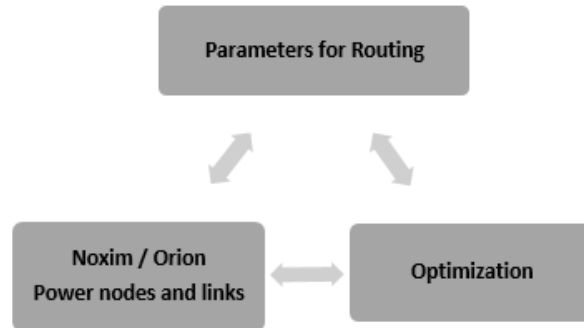 Parameters for Routing
Noxim / Orion
Power nodes and links
Optimization